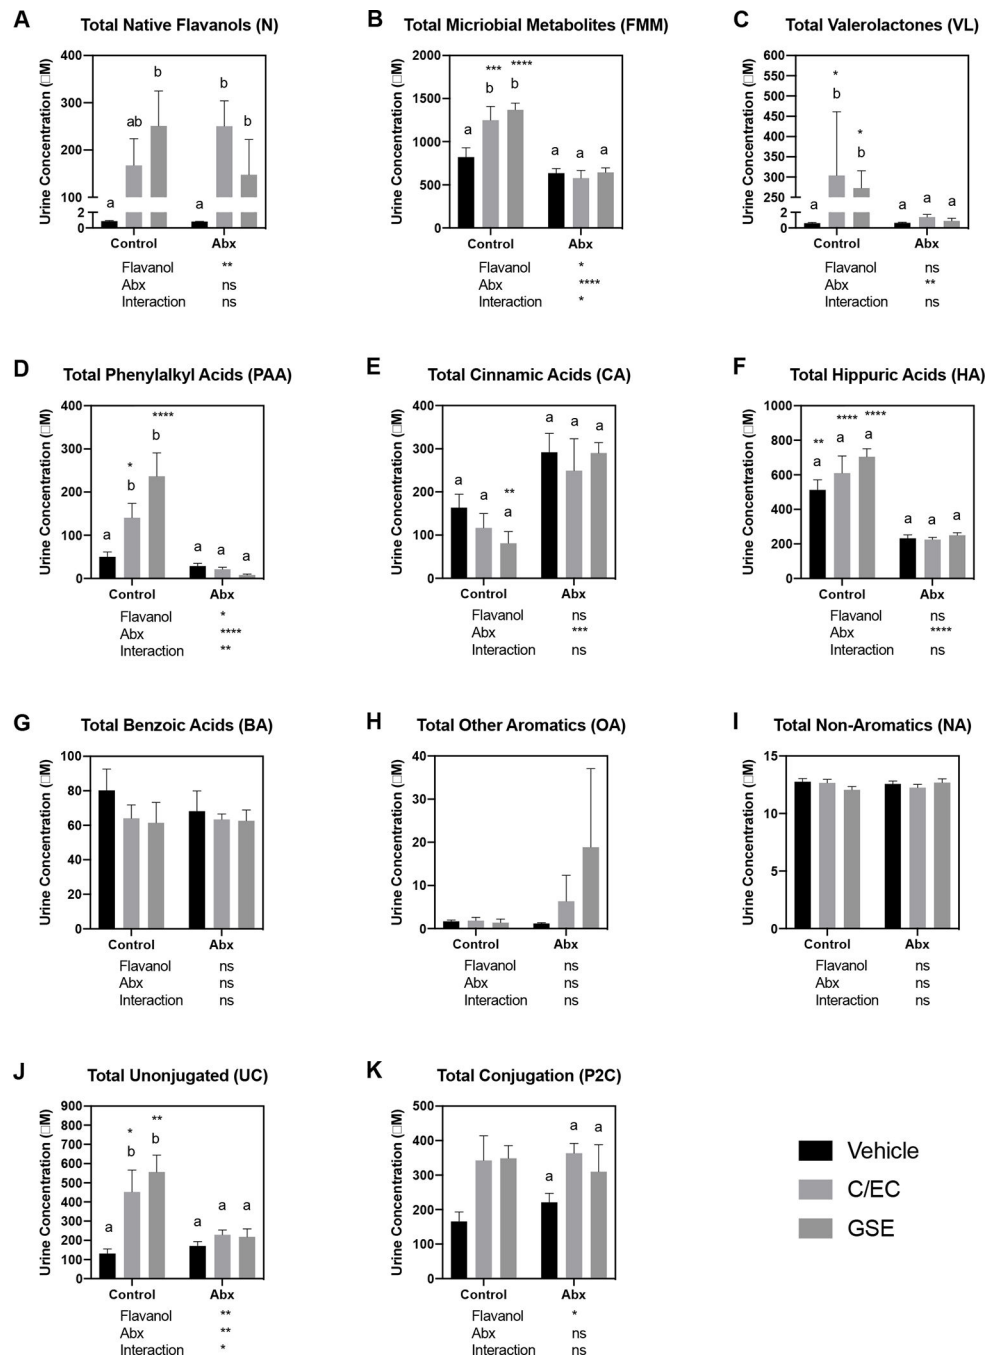 A Total Native Flavanols (N)
Urine Concentration (□M)
400
300
200
100
2
0
a ab b a b b
Control Abx
Flavanol **
Abx ns
Interaction ns
B Total Micriobial Metabolites (FMM)
Urine Concentration (□M)
2000
1500
1000
500
0
*** ****
a b b a a a
Control Abx
Flavanol *
Abx ****
Interaction *
C Total Valerolactones (VL)
Urine Concentration (□M)
600
550
500
450
400
350
300
250
2
0
* *
a b b a a a
Control Abx
Flavanol ns
Abx **
Interaction ns
D Total Phenylalkyl Acids (PAA)
Urine Concentration (□M)
400
300
200
100
0
* ****
a b b a a a
Control Abx
Flavanol *
Abx ****
Interaction **
E Total Cinnamic Acids (CA)
Urine Concentration (□M)
400
300
200
100
0
**
a a a a a a
Control Abx
Flavanol ns
Abx ***
Interaction ns
F Total Hippuric Acids (HA)
Urine Concentration (□M)
1000
800
600
400
200
0
** **** ****
a a a a a a
Control Abx
Flavanol ns
Abx ****
Interaction ns
G Total Benzoic Acids (BA)
Urine Concentration (□M)
100
80
60
40
20
0
Control Abx
Flavanol ns
Abx ns
Interaction ns
H Total Other Aromatics (OA)
Urine Concentration (□M)
40
30
20
10
0
Control Abx
Flavanol ns
Abx ns
Interaction ns
I Total Non-Aromatics (NA)
Urine Concentration (□M)
15
10
5
0
Control Abx
Flavanol ns
Abx ns
Interaction ns
J Total Unonjugated (UC)
Urine Concentration (□M)
900
800
700
600
500
400
300
200
100
0
* **
a b b a a a
Control Abx
Flavanol **
Abx **
Interaction *
K Total Conjugation (P2C)
Urine Concentration (□M)
500
400
300
200
100
0
a a a
Control Abx
Flavanol *
Abx ns
Interaction ns
Vehicle
C/EC
GSE